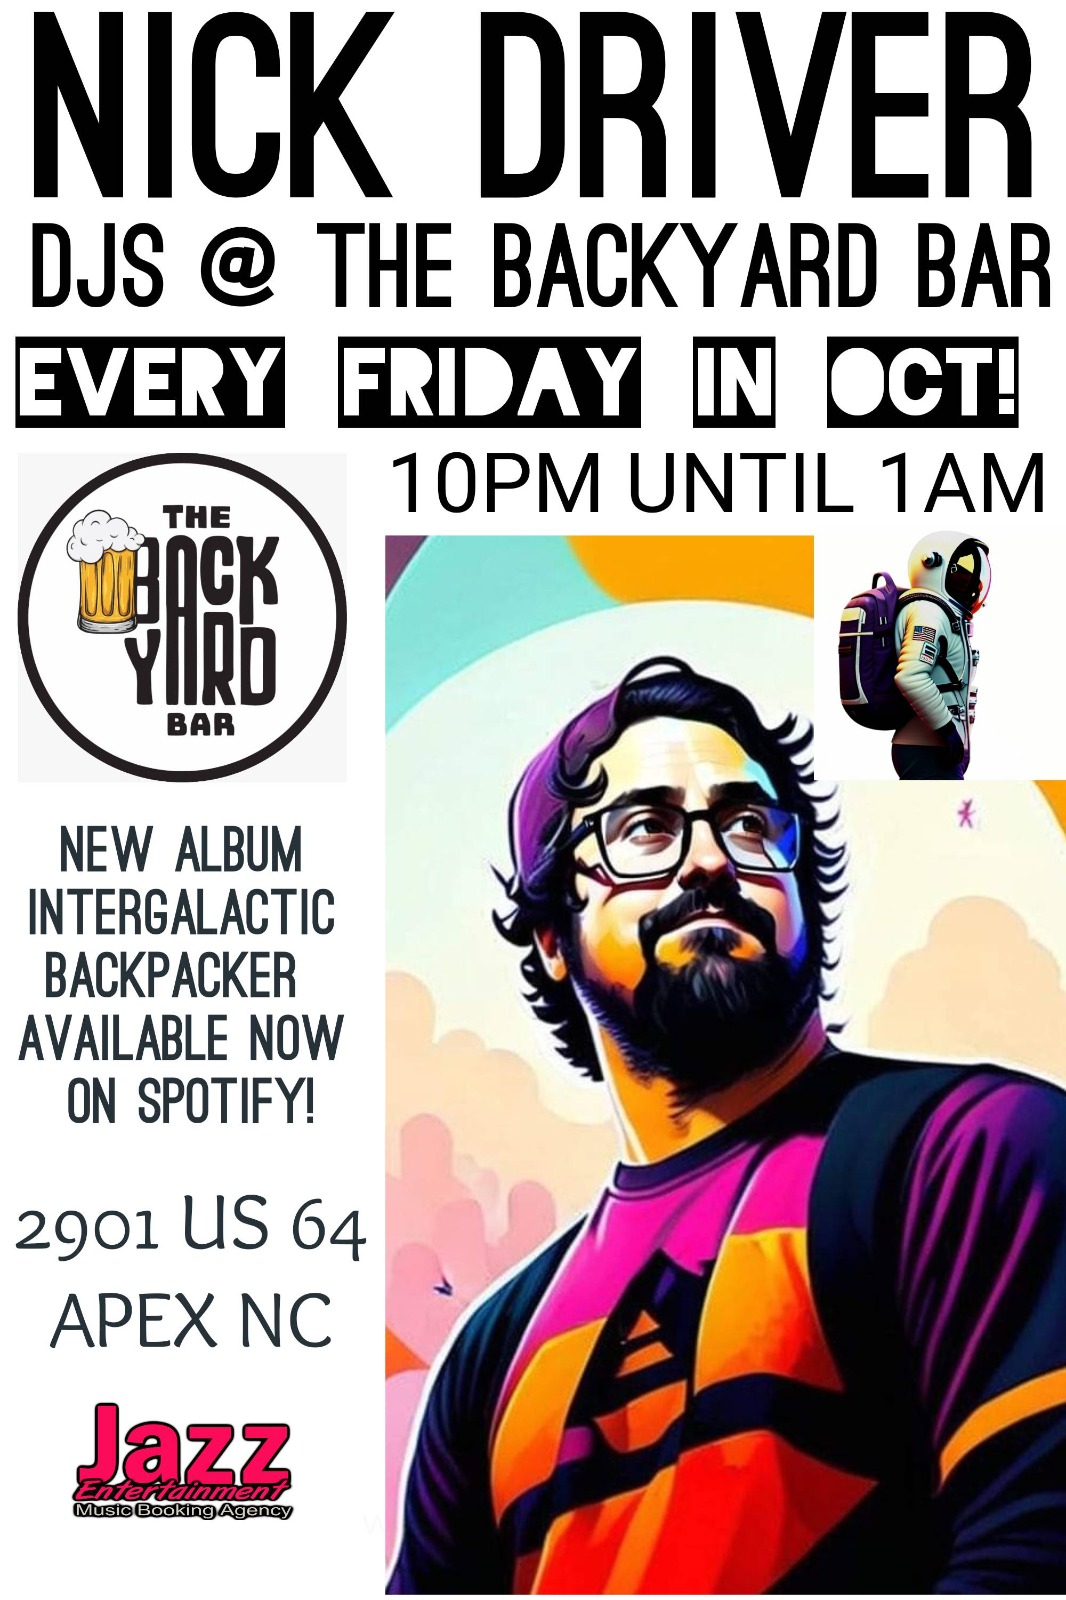 NICK DRIVER
DJS @ THE BACKYARD BAR
EVERY FRIDAY IN OCT!
10PM UNTIL 1AM
THE
BACK
YARD
BAR
NEW ALBUM
INTERGALACTIC
BACKPACKER
AVAILABLE NOW
ON SPOTIFY!
2901 US 64
APEX NC
Jazz
Entertainment
Music Booking Agency